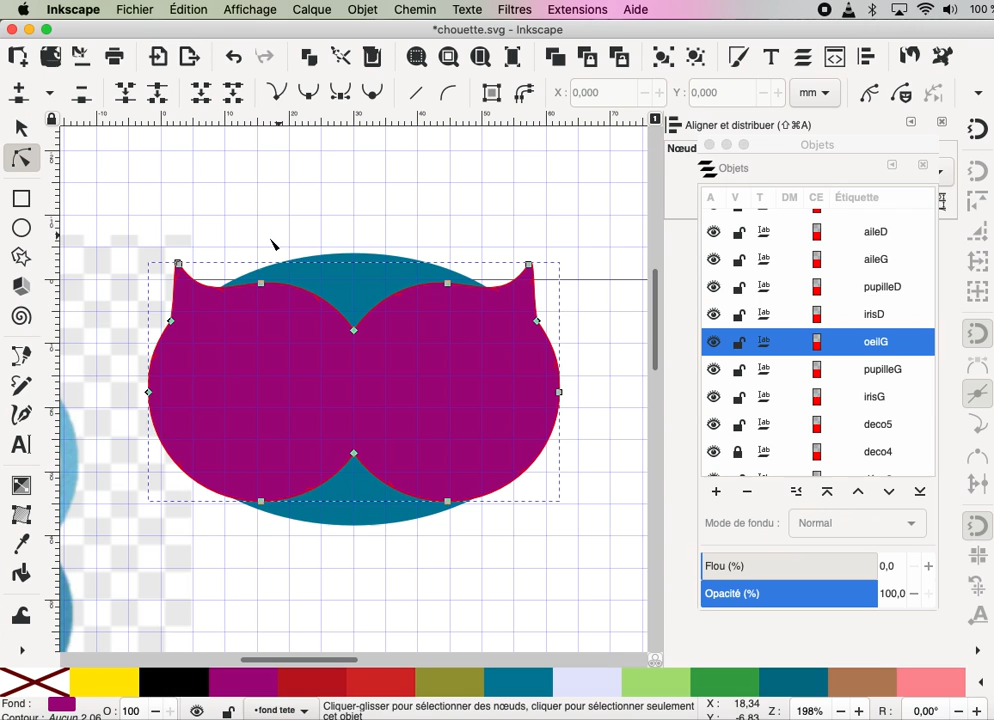 Inkscape Fichier Édition Affichage Calque Objet Chemin Texte Filtres Extensions Aide 100 %
*chouette.svg - Inkscape
X : 0,000 Y : 0,000 mm
Aligner et distribuer (⇧⌘A)
Nœud
Objets
Objets
A V T DM CE Étiquette
aileD
aileG
pupilleD
irisD
oeilG
pupilleG
irisG
deco5
deco4
Mode de fondu : Normal
Flou (%) 0,0
Opacité (%) 100,0
Fond : O : 100 •fond tete Cliquer-glisser pour sélectionner des nœuds, cliquer pour sélectionner seulement cet objet X : 18,34 Z : 198% R : 0,00°
Contour : Aucun 2,06 Y : -6,83